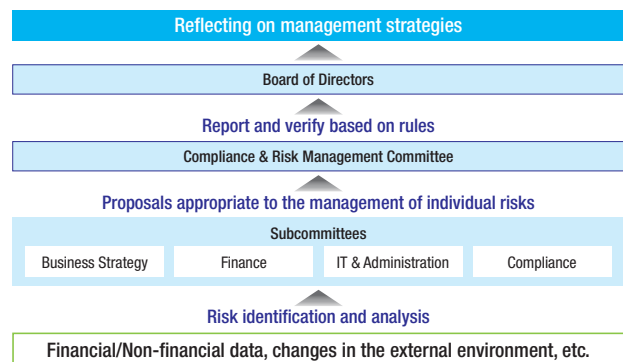 Reflecting on management strategies
Board of Directors
Report and verify based on rules
Compliance & Risk Management Committee
Proposals appropriate to the management of individual risks
Subcommittees
Business Strategy
Finance
IT & Administration
Compliance
Risk identification and analysis
Financial/Non-financial data, changes in the external environment, etc.